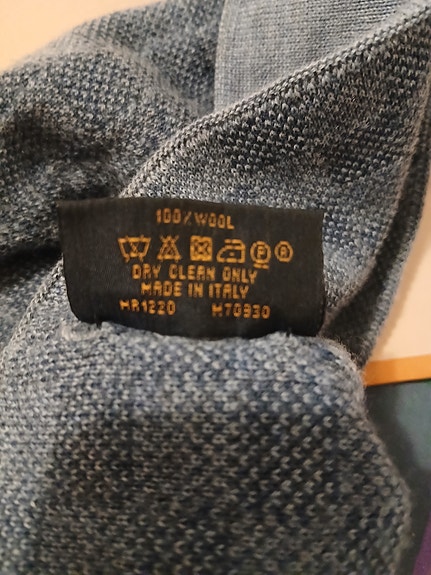 100% WOOL
P A
DRY CLEAN ONLY
MADE IN ITALY
MR1220 M70930